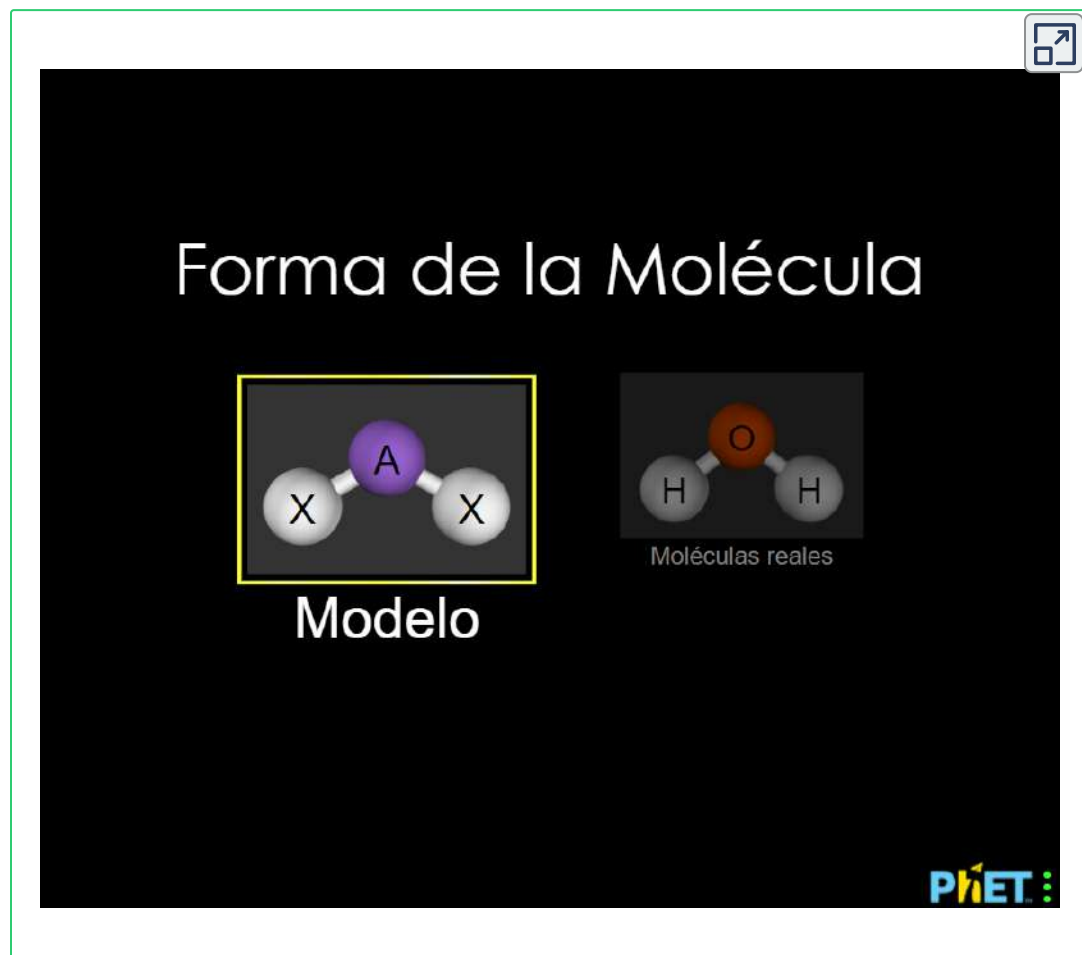 Forma de la Molécula
A
X X
O
H H
Moléculas reales
Modelo
PhET